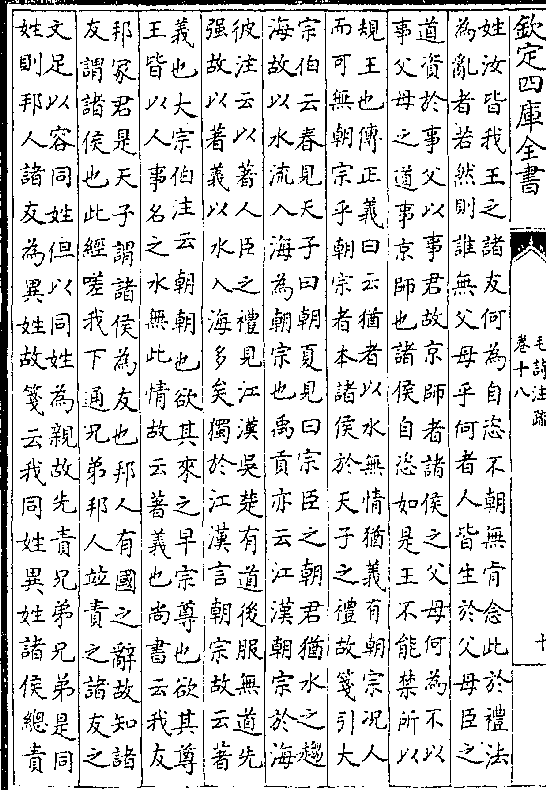 欽定四庫全書
毛詩注疏
卷十八
十
姓汝皆我王之諸友何為自恣不朝無肯念此於禮法
為亂者若然則誰無父母乎何者人皆生於父母臣之
道資於事父以事君故京師者諸侯之父母何為不以
事父母之道事京師也諸侯自恣如是王不能禁所以
規王也傳正義曰云猶者以水無情猶義有朝宗况人
而可無朝宗乎朝宗者本諸侯於天子之禮故箋引大
宗伯云春見天子曰朝夏見曰宗臣之朝君猶水之趨
海故以水流入海為朝宗也禹貢亦云江漢朝宗於海
彼注云以著人臣之禮見江漢吳楚有道後服無道先
强故以著義以水入海多矣獨於江漢言朝宗故云著
義也大宗伯注云朝朝也欲其來之早宗尊也欲其尊
王皆以人事名之水無此情故云著義也尚書云我友
邦冢君是天子謂諸侯為友也邦人有國之辭故知諸
友謂諸侯也此經嗟我下通兄弟邦人竝責之諸友之
文足以容同姓但以同姓為親故先責兄弟兄弟是同
姓則邦人諸友為異姓故箋云我同姓異姓諸侯總責